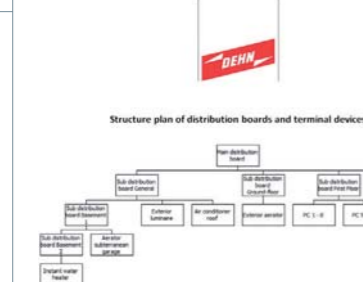 DEHN
Structure plan of distribution boards and terminal devices
Main distribution
board
Sub distribution
board General
Sub distribution
board
Ground-floor
Sub distribution
board First Floor
Sub distribution
board Basement
Exterior
luminaire
Air conditioner
roof
Exterior aerator
PC 1 - 8
PC
Sub distribution
board Basement
2
Aerator
subterranean
garage
Instant water
heater